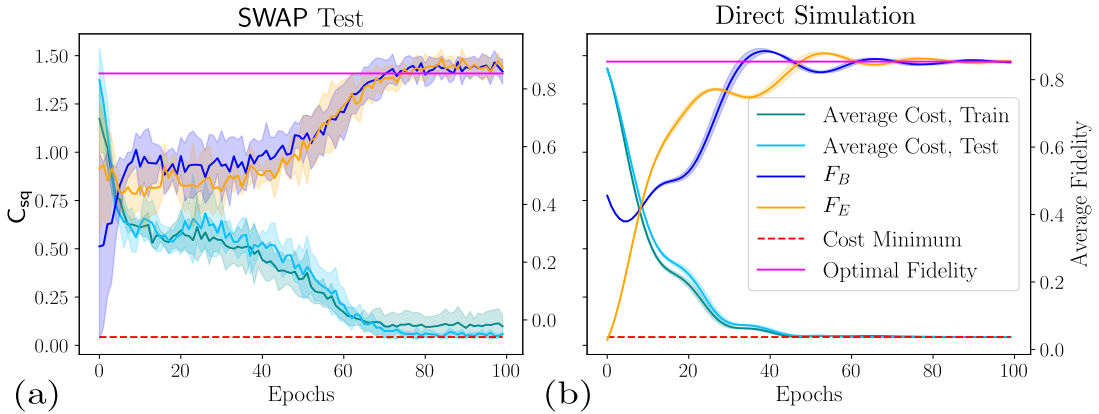 SWAP Test
1.50
1.25
1.00
0.75
0.50
0.25
0.00
C_sq
0.8
0.6
0.4
0.2
0.0
0 20 40 60 80 100
Epochs
(a)
Direct Simulation
Average Cost, Train
Average Cost, Test
F_B
F_E
Cost Minimum
Optimal Fidelity
0.8
0.6
0.4
0.2
0.0
Average Fidelity
0 20 40 60 80 100
Epochs
(b)